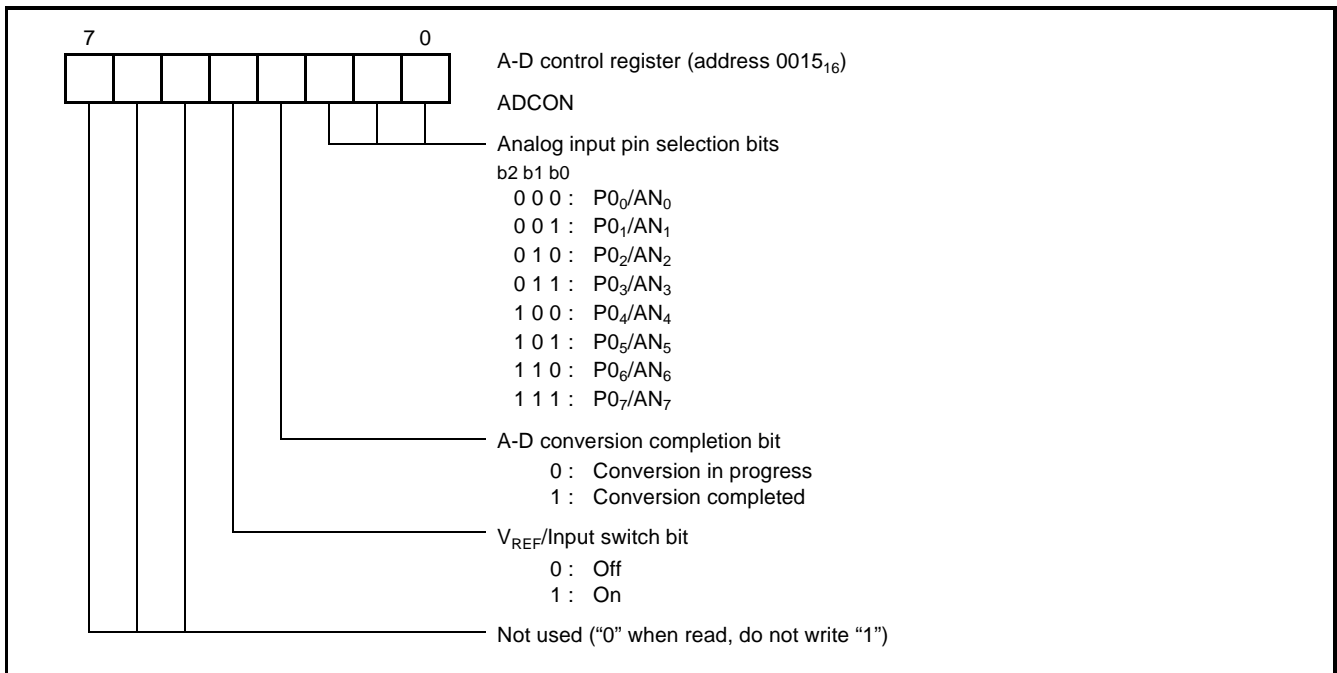 7 0
A-D control register (address 0015₁₆)
ADCON
Analog input pin selection bits
b2 b1 b0
0 0 0 : P0₀/AN₀
0 0 1 : P0₁/AN₁
0 1 0 : P0₂/AN₂
0 1 1 : P0₃/AN₃
1 0 0 : P0₄/AN₄
1 0 1 : P0₅/AN₅
1 1 0 : P0₆/AN₆
1 1 1 : P0₇/AN₇
A-D conversion completion bit
0 : Conversion in progress
1 : Conversion completed
V_REF/Input switch bit
0 : Off
1 : On
Not used (“0” when read, do not write “1”)